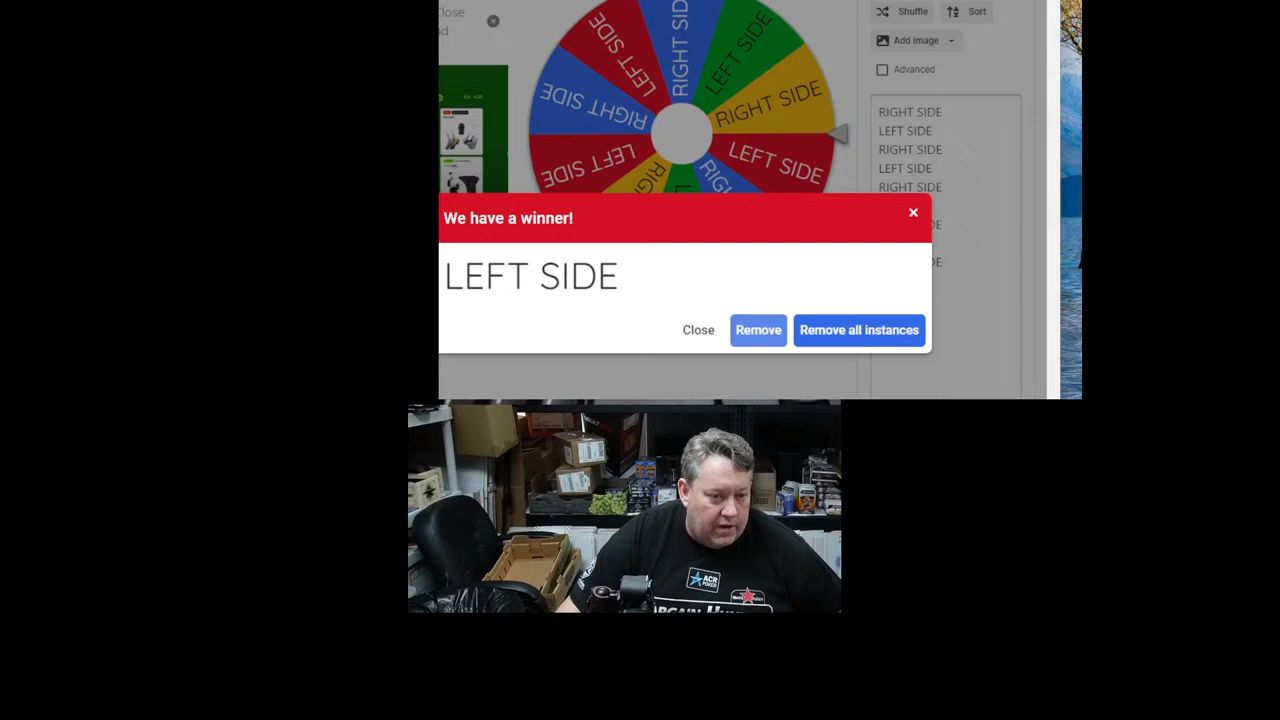 Close
Shuffle
Sort
Add image
Advanced
LEFT SIDE
RIGHT SIDE
LEFT SIDE
RIGHT SIDE
RIGHT SIDE
LEFT SIDE
LEFT SIDE
RIGHT SIDE
LEFT SIDE
RIGHT SIDE
LEFT SIDE
RIGHT SIDE
We have a winner!
LEFT SIDE
Close
Remove
Remove all instances
ACR
POKER